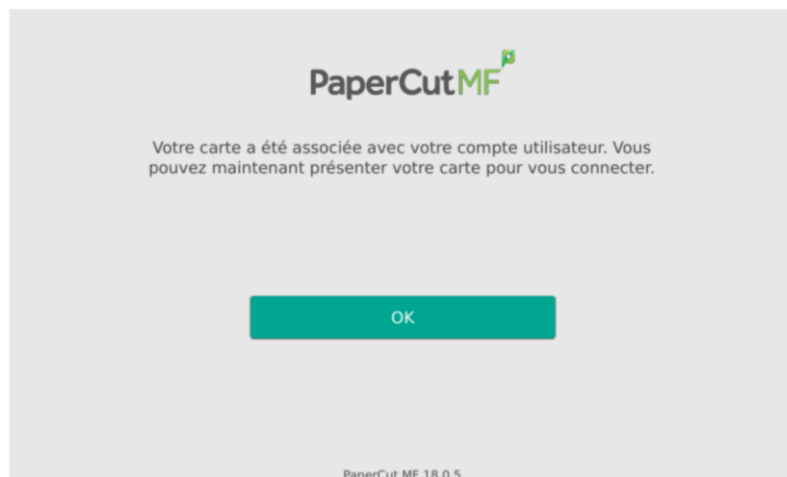 PaperCutMF
Votre carte a été associée avec votre compte utilisateur. Vous
pouvez maintenant présenter votre carte pour vous connecter.
OK
PaperCut MF 18.0.5